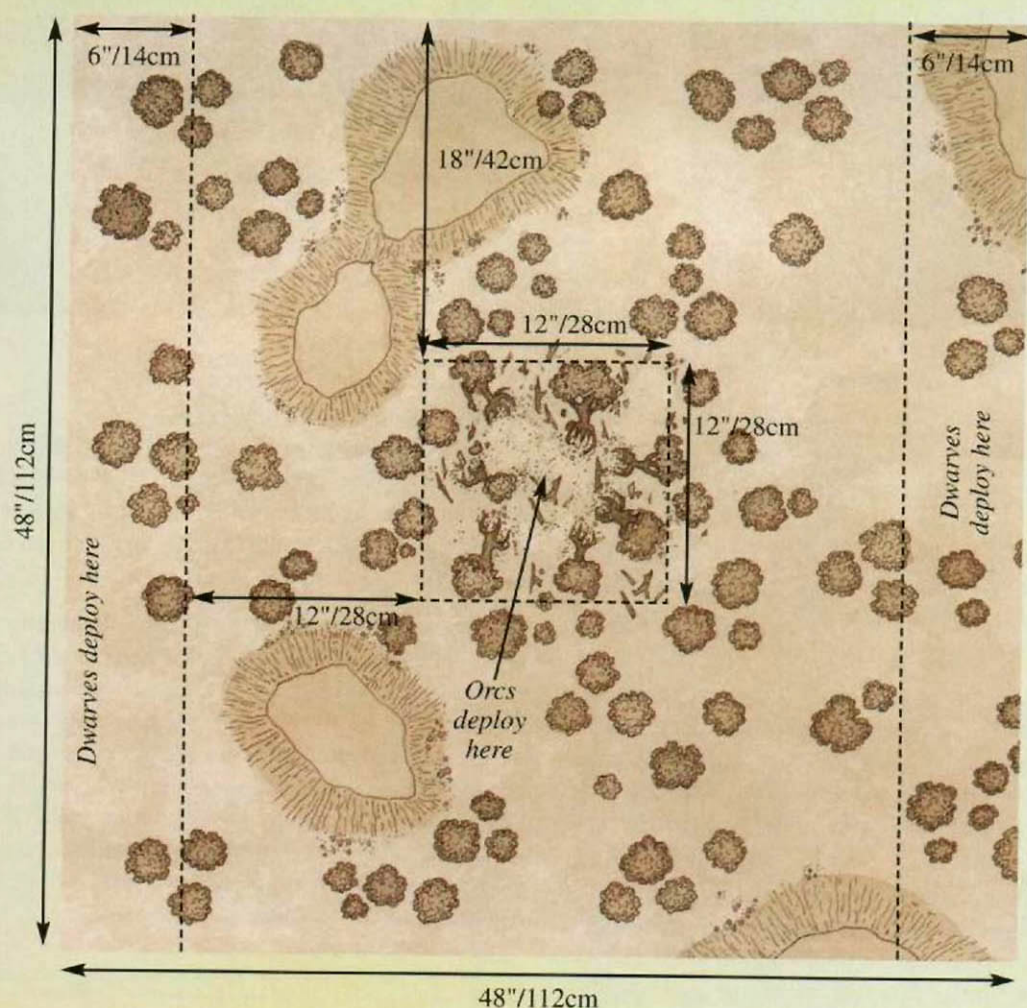 6"/14cm
6"/14cm
18"/42cm
12"/28cm
12"/28cm
48"/112cm
Dwarves
deploy here
Dwarves deploy here
12"/28cm
Orcs
deploy
here
48"/112cm